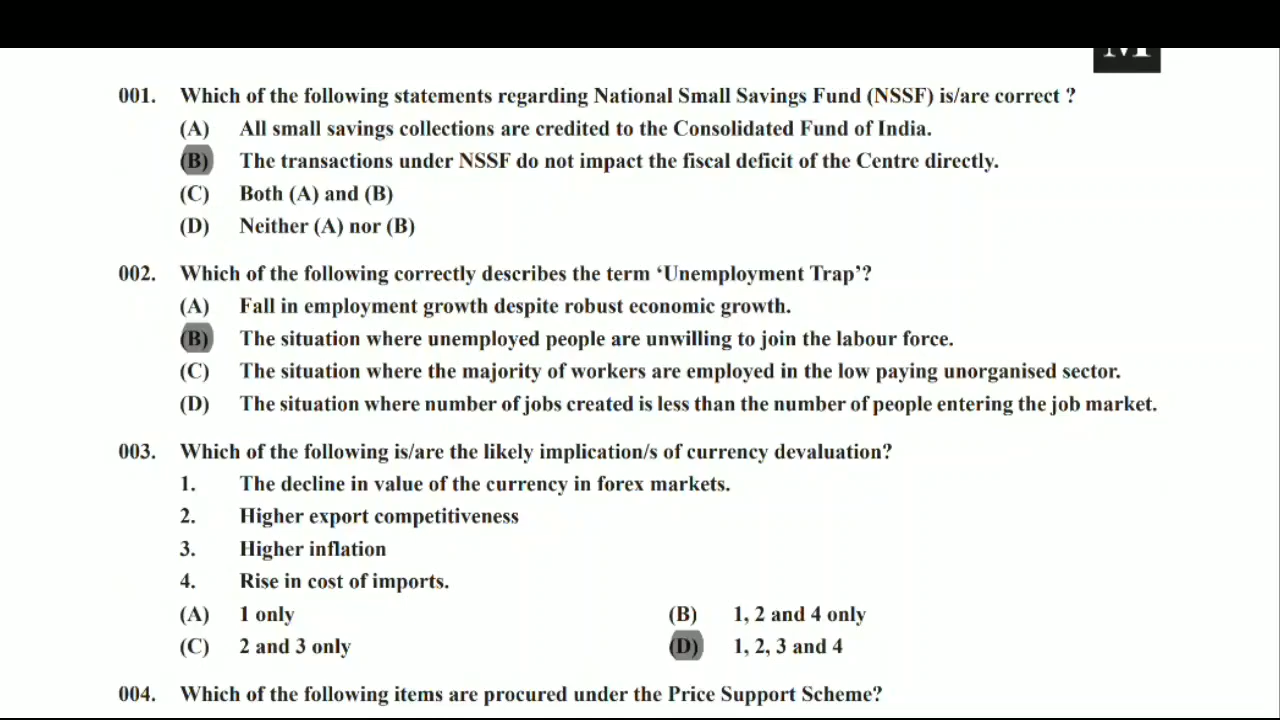 001. Which of the following statements regarding National Small Savings Fund (NSSF) is/are correct ?
(A) All small savings collections are credited to the Consolidated Fund of India.
(B) The transactions under NSSF do not impact the fiscal deficit of the Centre directly.
(C) Both (A) and (B)
(D) Neither (A) nor (B)
002. Which of the following correctly describes the term ‘Unemployment Trap’?
(A) Fall in employment growth despite robust economic growth.
(B) The situation where unemployed people are unwilling to join the labour force.
(C) The situation where the majority of workers are employed in the low paying unorganised sector.
(D) The situation where number of jobs created is less than the number of people entering the job market.
003. Which of the following is/are the likely implication/s of currency devaluation?
1. The decline in value of the currency in forex markets.
2. Higher export competitiveness
3. Higher inflation
4. Rise in cost of imports.
(A) 1 only (B) 1, 2 and 4 only
(C) 2 and 3 only (D) 1, 2, 3 and 4
004. Which of the following items are procured under the Price Support Scheme?